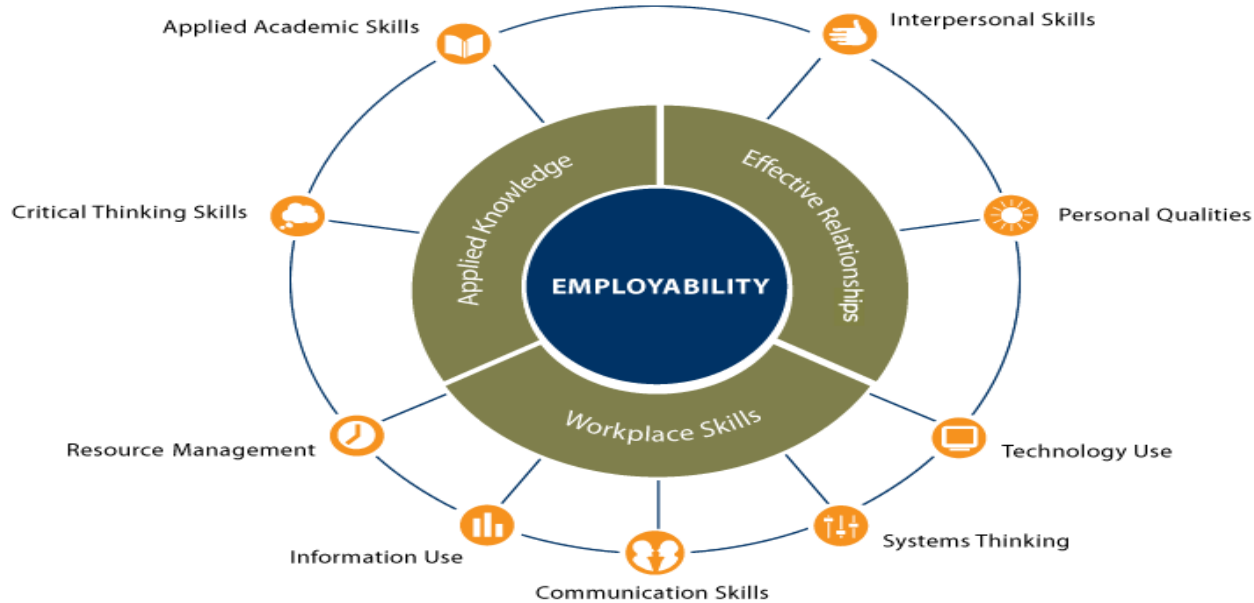 Applied Academic Skills
Interpersonal Skills
Applied Knowledge
Effective Relationships
Critical Thinking Skills
Personal Qualities
EMPLOYABILITY
Workplace Skills
Resource Management
Technology Use
Information Use
Systems Thinking
Communication Skills